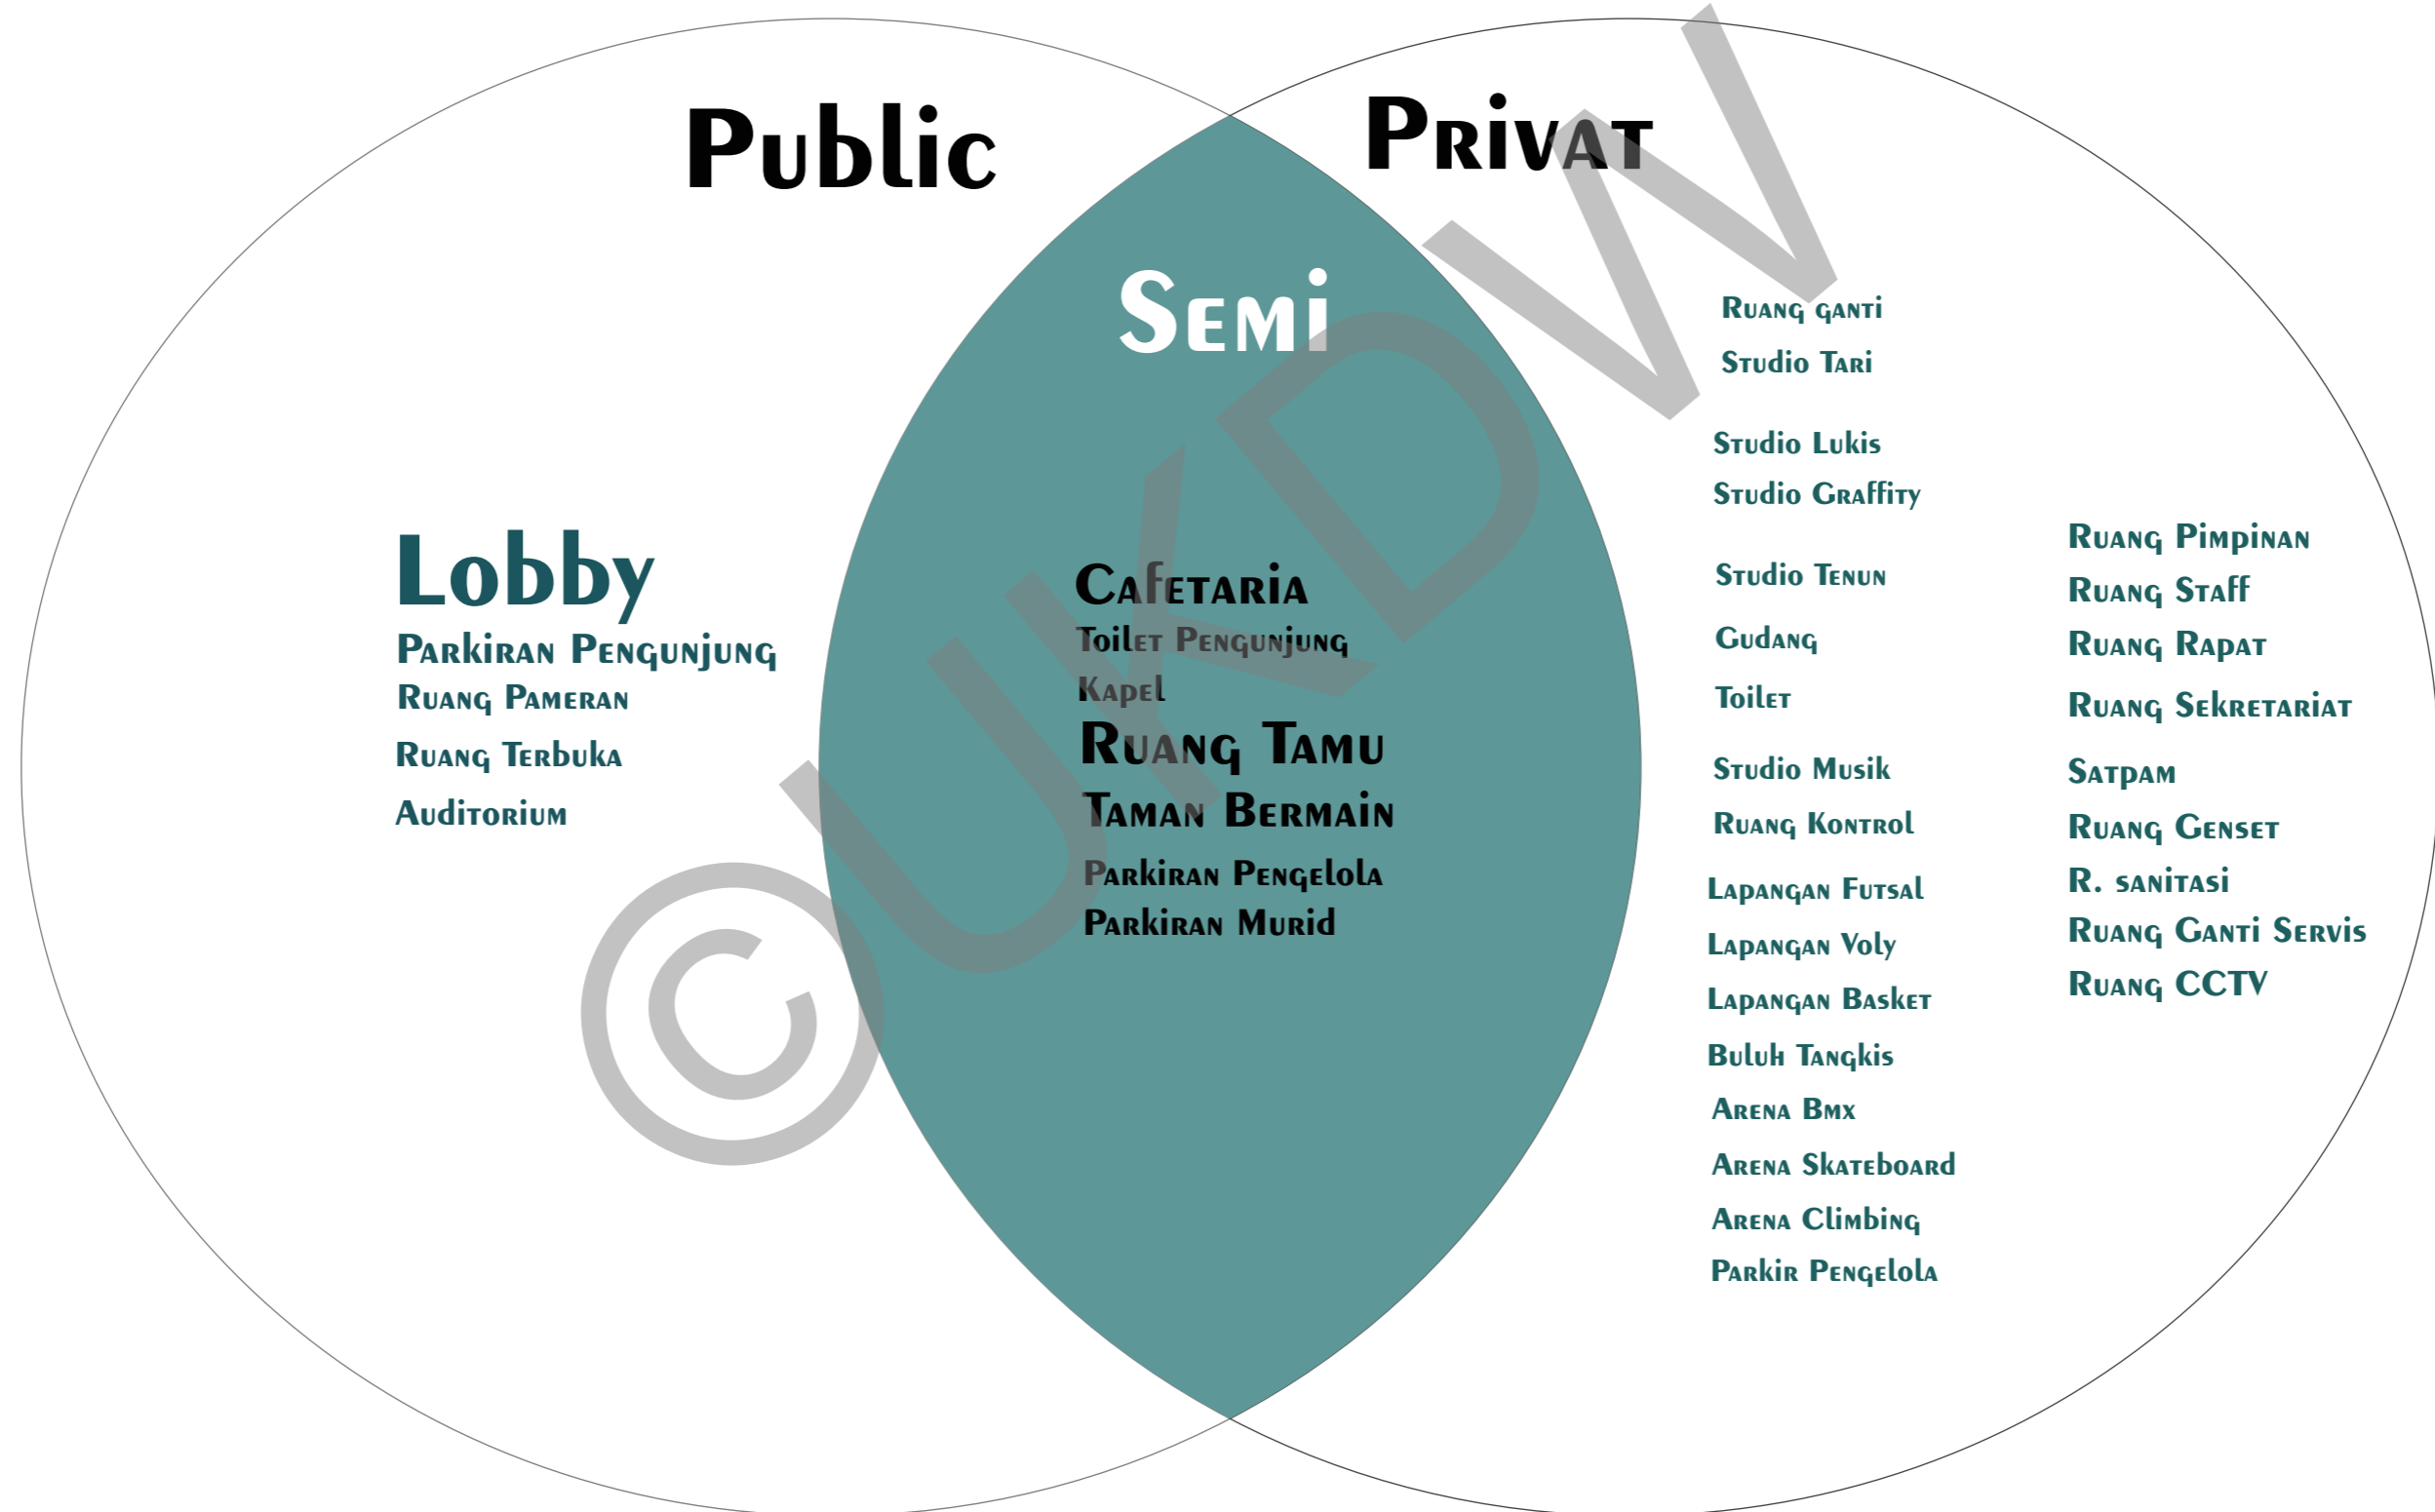 Public
Privat
Semi
Lobby
Parkiran Pengunjung
Ruang Pameran
Ruang Terbuka
Auditorium
Cafetaria
Toilet Pengunjung
Kapel
Ruang Tamu
Taman Bermain
Parkiran Pengelola
Parkiran Murid
Ruang ganti
Studio Tari
Studio Lukis
Studio Graffity
Studio Tenun
Gudang
Toilet
Studio Musik
Ruang Kontrol
Lapangan Futsal
Lapangan Voly
Lapangan Basket
Buluh Tangkis
Arena Bmx
Arena Skateboard
Arena Climbing
Parkir Pengelola
Ruang Pimpinan
Ruang Staff
Ruang Rapat
Ruang Sekretariat
Satpam
Ruang Genset
R. sanitasi
Ruang Ganti Servis
Ruang CCTV
©UKDW